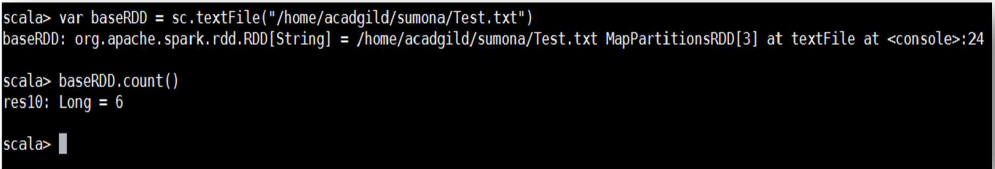 scala> var baseRDD = sc.textFile("/home/acadgild/sumona/Test.txt")
baseRDD: org.apache.spark.rdd.RDD[String] = /home/acadgild/sumona/Test.txt MapPartitionsRDD[3] at textFile at <console>:24
scala> baseRDD.count()
res10: Long = 6
scala>